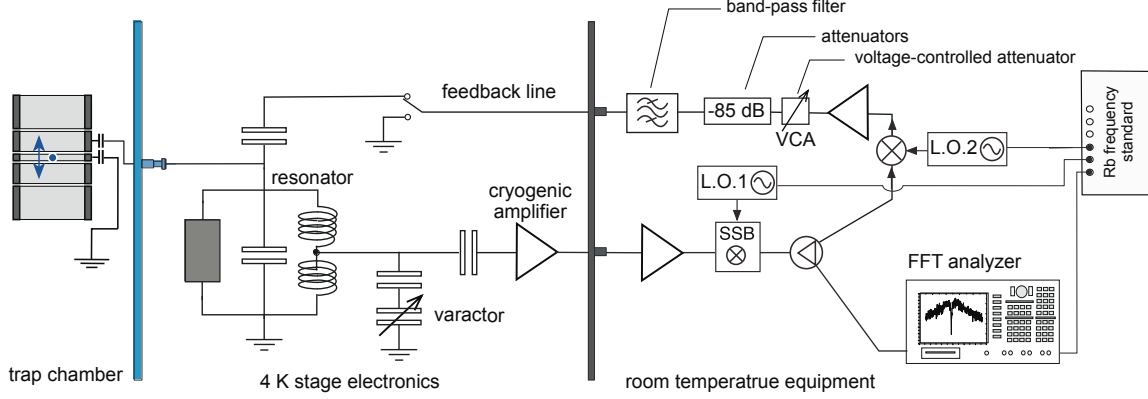 band-pass filter
attenuators
voltage-controlled attenuator
feedback line
-85 dB
VCA
L.O.2
Rb frequency
standard
resonator
cryogenic
amplifier
L.O.1
SSB
FFT analyzer
varactor
trap chamber
4 K stage electronics
room temperatrue equipment